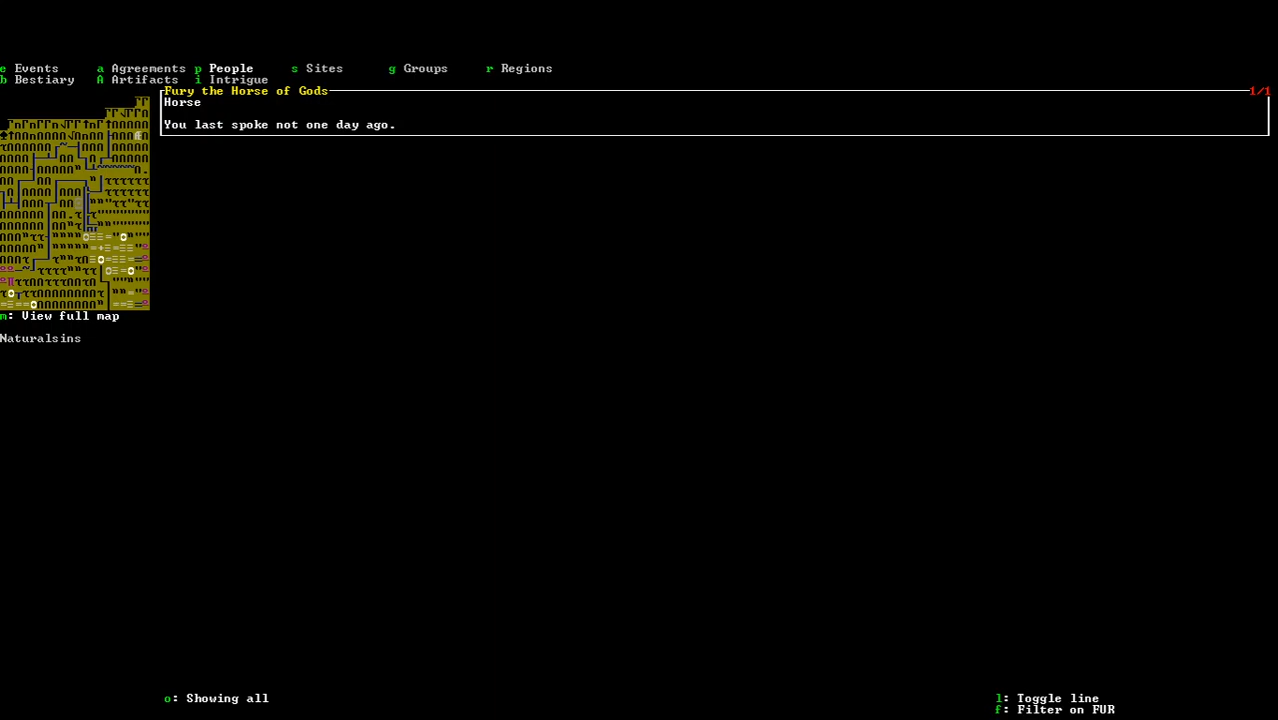 e Events a Agreements p People s Sites g Groups r Regions
b Bestiary A Artifacts i Intrigue
Fury the Horse of Gods 1/1
Horse
You last spoke not one day ago.
m: View full map
Naturalsins
o: Showing all l: Toggle line
f: Filter on FUR